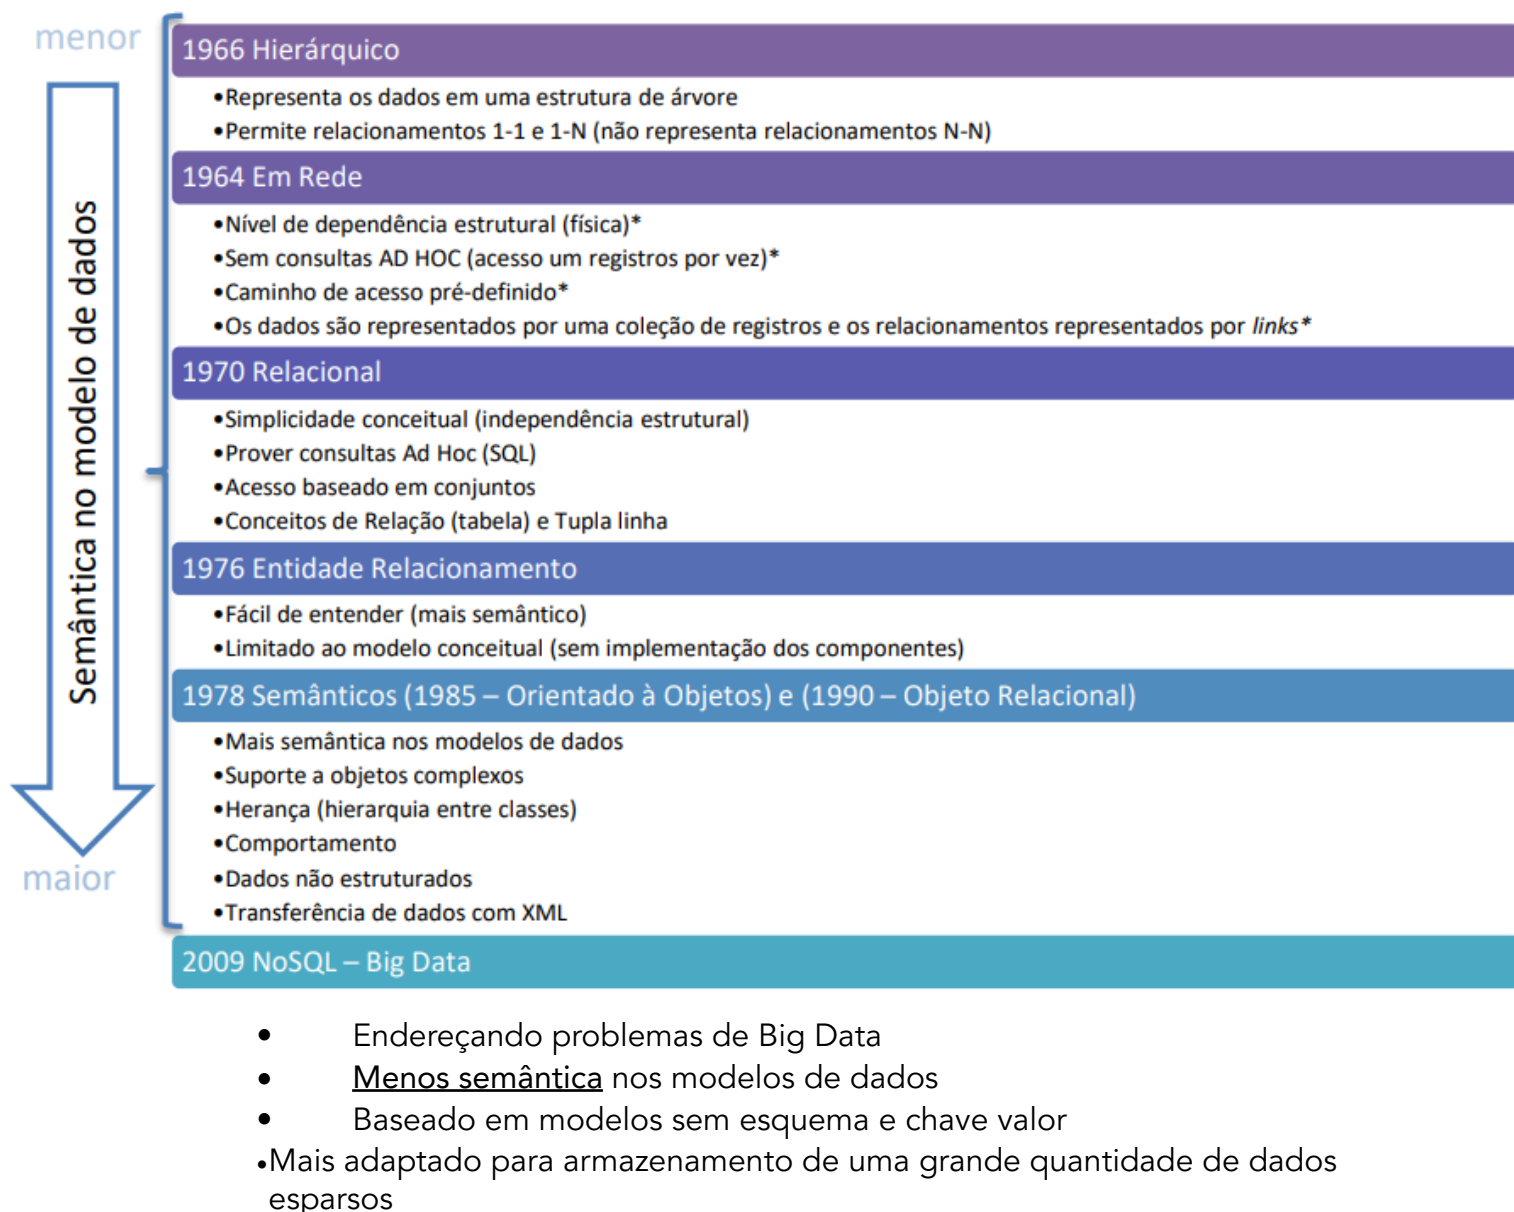 menor
Semântica no modelo de dados
maior
1966 Hierárquico
•Representa os dados em uma estrutura de árvore
•Permite relacionamentos 1-1 e 1-N (não representa relacionamentos N-N)
1964 Em Rede
•Nível de dependência estrutural (física)*
•Sem consultas AD HOC (acesso um registros por vez)*
•Caminho de acesso pré-definido*
•Os dados são representados por uma coleção de registros e os relacionamentos representados por links*
1970 Relacional
•Simplicidade conceitual (independência estrutural)
•Prover consultas Ad Hoc (SQL)
•Acesso baseado em conjuntos
•Conceitos de Relação (tabela) e Tupla linha
1976 Entidade Relacionamento
•Fácil de entender (mais semântico)
•Limitado ao modelo conceitual (sem implementação dos componentes)
1978 Semânticos (1985 – Orientado à Objetos) e (1990 – Objeto Relacional)
•Mais semântica nos modelos de dados
•Suporte a objetos complexos
•Herança (hierarquia entre classes)
•Comportamento
•Dados não estruturados
•Transferência de dados com XML
2009 NoSQL – Big Data
• Endereçando problemas de Big Data
• Menos semântica nos modelos de dados
• Baseado em modelos sem esquema e chave valor
•Mais adaptado para armazenamento de uma grande quantidade de dados
esparsos